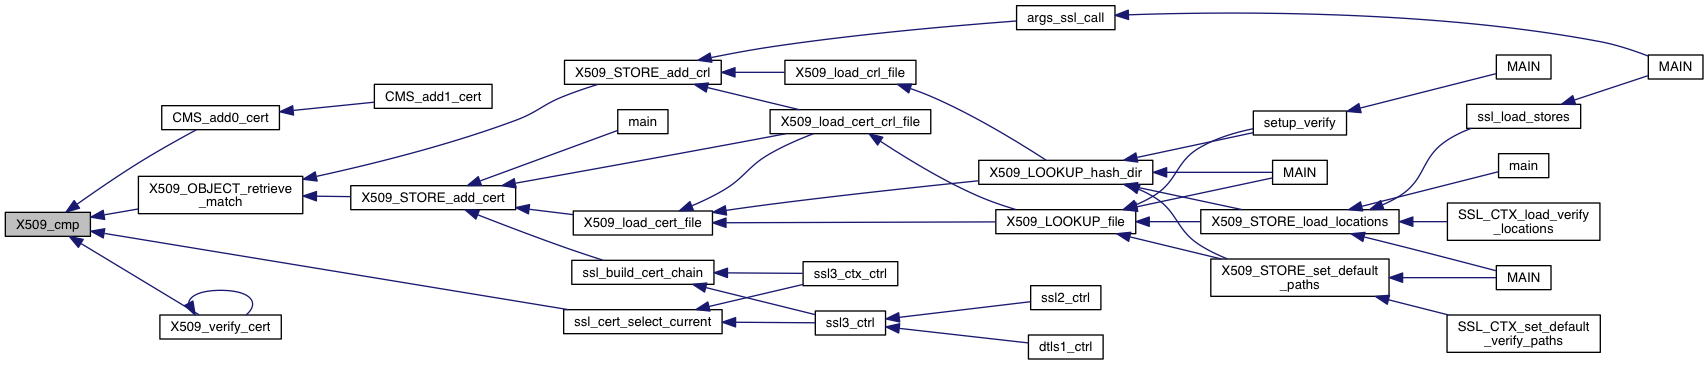 X509_cmp
CMS_add0_cert
CMS_add1_cert
X509_OBJECT_retrieve
_match
X509_verify_cert
X509_STORE_add_crl
main
X509_STORE_add_cert
X509_load_cert_file
ssl_build_cert_chain
ssl_cert_select_current
X509_load_crl_file
X509_load_cert_crl_file
ssl3_ctx_ctrl
ssl3_ctrl
args_ssl_call
X509_LOOKUP_hash_dir
X509_LOOKUP_file
ssl2_ctrl
dtls1_ctrl
setup_verify
MAIN
X509_STORE_load_locations
X509_STORE_set_default
_paths
MAIN
ssl_load_stores
main
SSL_CTX_load_verify
_locations
MAIN
SSL_CTX_set_default
_verify_paths
MAIN